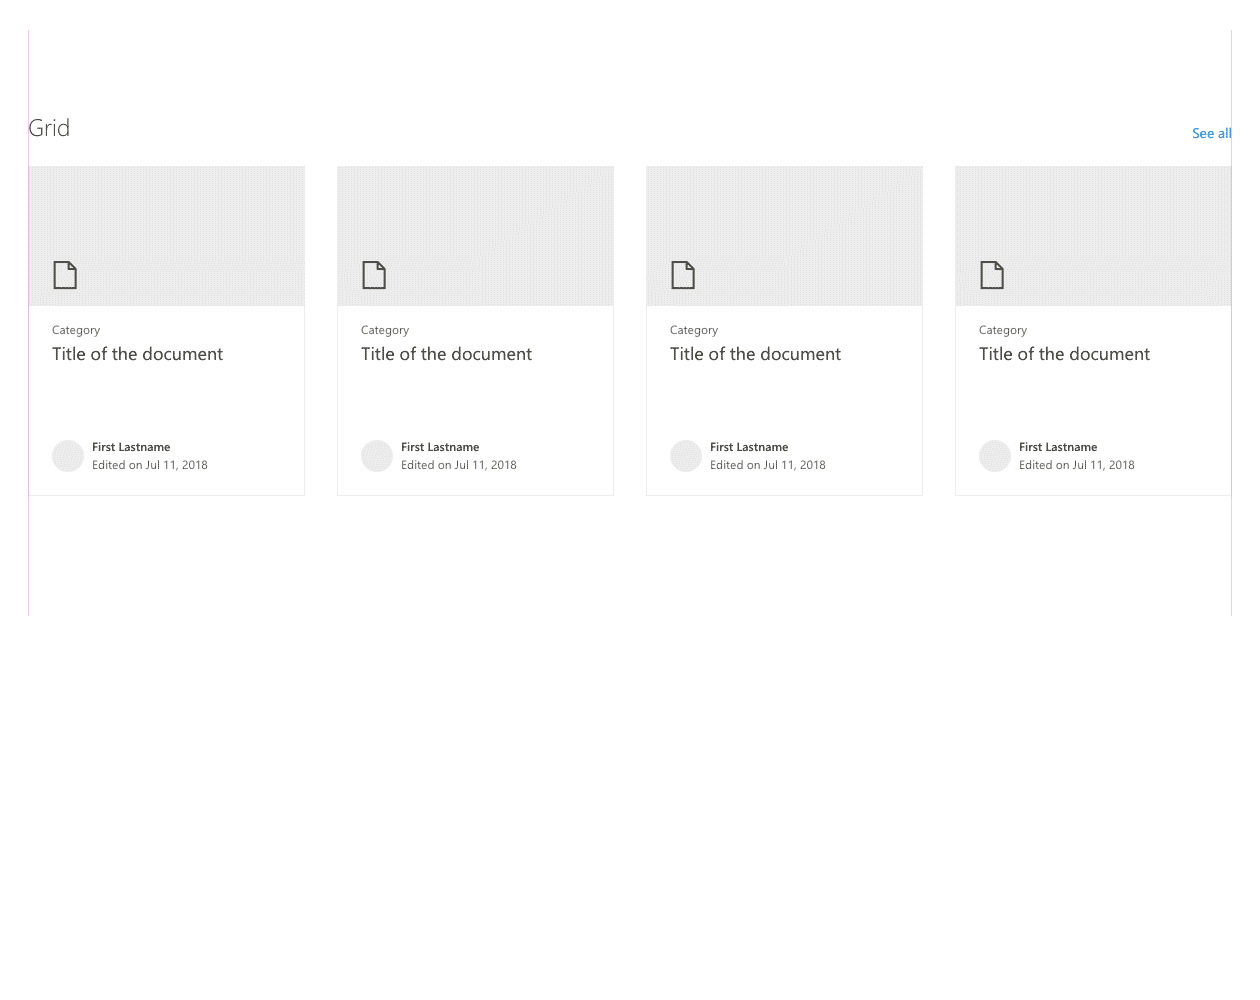 Grid
See all
Category
Title of the document
First Lastname
Edited on Jul 11, 2018
Category
Title of the document
First Lastname
Edited on Jul 11, 2018
Category
Title of the document
First Lastname
Edited on Jul 11, 2018
Category
Title of the document
First Lastname
Edited on Jul 11, 2018